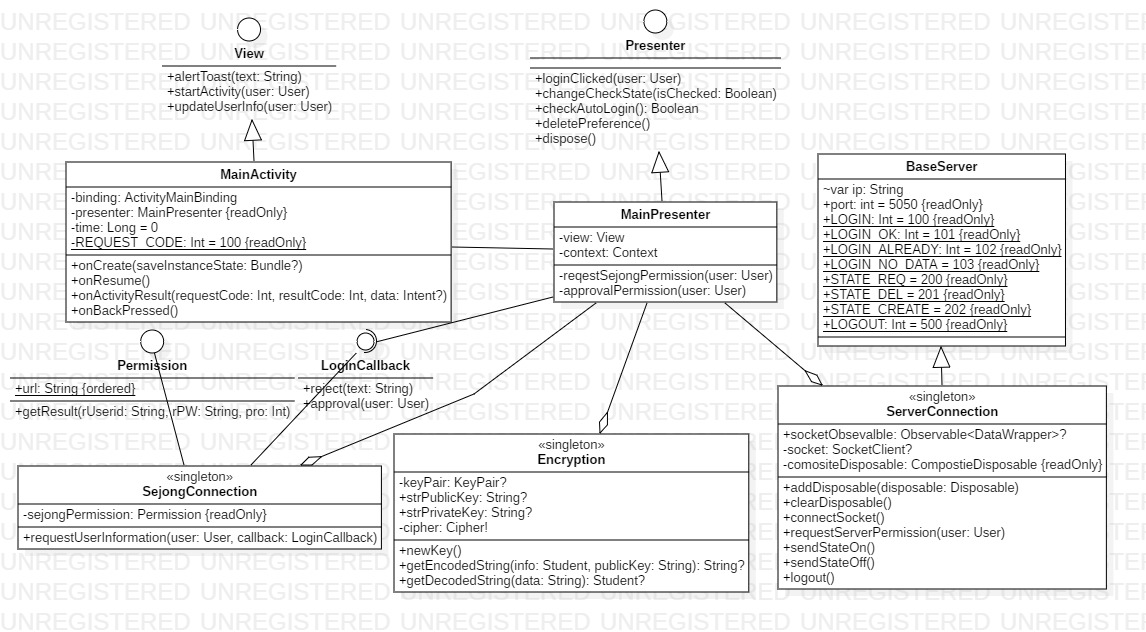 View
+alertToast(text: String)
+startActivity(user: User)
+updateUserInfo(user: User)
Presenter
+loginClicked(user: User)
+changeCheckState(isChecked: Boolean)
+checkAutoLogin(): Boolean
+deletePreference()
+dispose()
MainActivity
-binding: ActivityMainBinding
-presenter: MainPresenter {readOnly}
-time: Long = 0
-REQUEST_CODE: Int = 100 {readOnly}
+onCreate(saveInstanceState: Bundle?)
+onResume()
+onActivityResult(requestCode: Int, resultCode: Int, data: Intent?)
+onBackPressed()
MainPresenter
-view: View
-context: Context
-reqestSejongPermission(user: User)
-approvalPermission(user: User)
BaseServer
~var ip: String
+port: int = 5050 {readOnly}
+LOGIN: Int = 100 {readOnly}
+LOGIN_OK: Int = 101 {readOnly}
+LOGIN_ALREADY: Int = 102 {readOnly}
+LOGIN_NO_DATA = 103 {readOnly}
+STATE_REQ = 200 {readOnly}
+STATE_DEL = 201 {readOnly}
+STATE_CREATE = 202 {readOnly}
+LOGOUT: Int = 500 {readOnly}
Permission
+url: String {ordered}
+getResult(rUserid: String, rPW: String, pro: Int)
LoginCallback
+reject(text: String)
+approval(user: User)
«singleton»
SejongConnection
-sejongPermission: Permission {readOnly}
+requestUserInformation(user: User, callback: LoginCallback)
«singleton»
Encryption
-keyPair: KeyPair?
+strPublicKey: String?
+strPrivateKey: String?
-cipher: Cipher!
+newKey()
+getEncodedString(info: Student, publicKey: String): String?
+getDecodedString(data: String): Student?
«singleton»
ServerConnection
+socketObsevalble: Observable<DataWrapper>?
-socket: SocketClient?
-comositeDisposable: CompostieDisposable {readOnly}
+addDisposable(disposable: Disposable)
+clearDisposable()
+connectSocket()
+requestServerPermission(user: User)
+sendStateOn()
+sendStateOff()
+logout()
UNREGISTERED